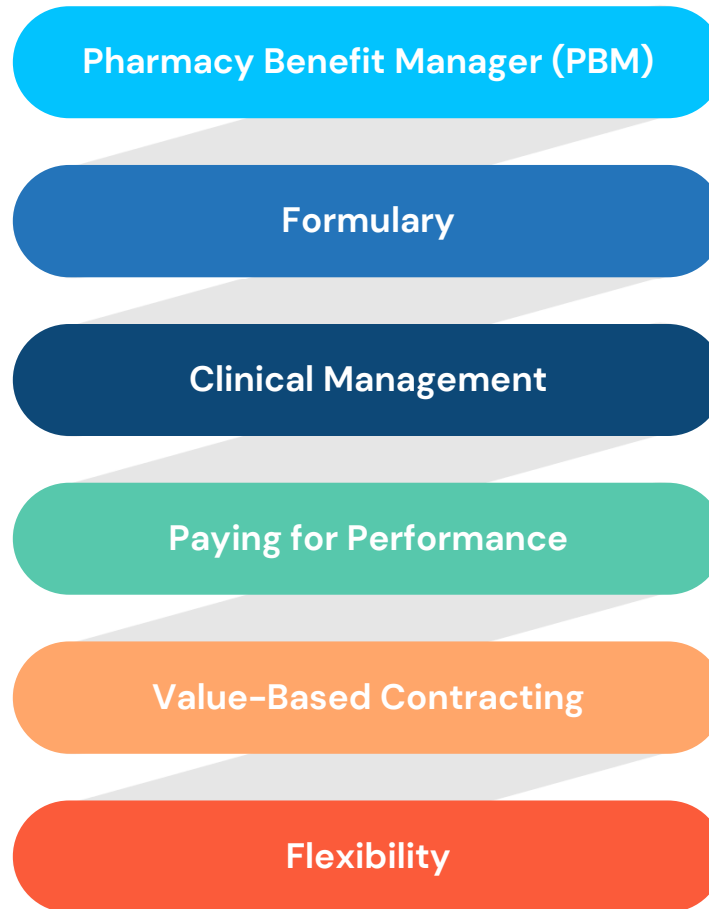 Pharmacy Benefit Manager (PBM)
Formulary
Clinical Management
Paying for Performance
Value-Based Contracting
Flexibility